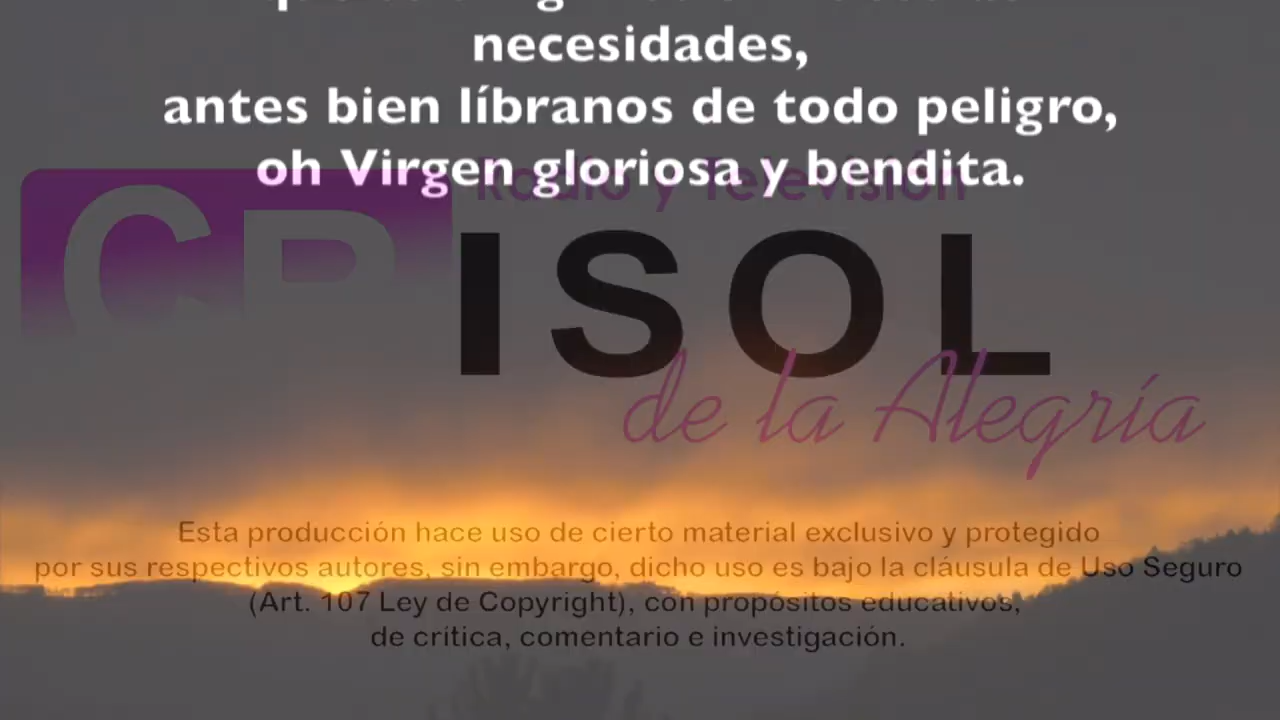 necesidades,
antes bien líbranos de todo peligro,
oh Virgen gloriosa y bendita.
Radio y Televisión
CRISOL
de la Alegría
Esta producción hace uso de cierto material exclusivo y protegido
por sus respectivos autores, sin embargo, dicho uso es bajo la cláusula de Uso Seguro
(Art. 107 Ley de Copyright), con propósitos educativos,
de crítica, comentario e investigación.